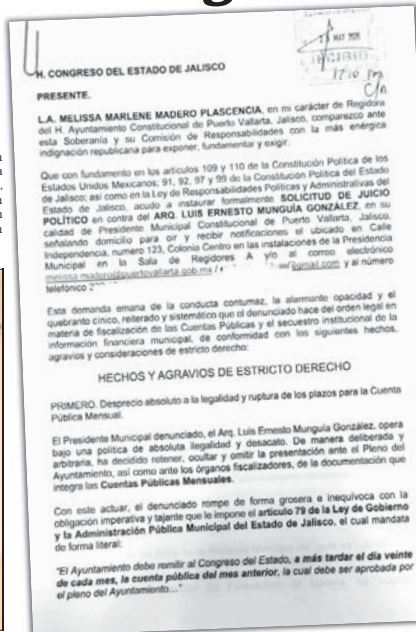 MAY 2026
RECIBIDO
12:10 Pm
C/n
H. CONGRESO DEL ESTADO DE JALISCO
PRESENTE.
L.A. MELISSA MARLENE MADERO PLASCENCIA, en mi carácter de Regidora
del H. Ayuntamiento Constitucional de Puerto Vallarta, Jalisco, comparezco ante
esta Soberanía y su Comisión de Responsabilidades con la más enérgica
indignación republicana para exponer, fundamentar y exigir.
Que con fundamento en los artículos 109 y 110 de la Constitución Política de los
Estados Unidos Mexicanos; 91, 92, 97 y 99 de la Constitución Política del Estado
de Jalisco; así como en la Ley de Responsabilidades Políticas y Administrativas del
Estado de Jalisco, acudo a instaurar formalmente SOLICITUD DE JUICIO
POLÍTICO en contra del ARQ. LUIS ERNESTO MUNGUÍA GONZÁLEZ, en su
calidad de Presidente Municipal Constitucional de Puerto Vallarta, Jalisco,
señalando domicilio para oír y recibir notificaciones el ubicado en Calle
Independencia, número 123, Colonia Centro en las instalaciones de la Presidencia
Municipal en la Sala de Regidores A y/o al correo electrónico
melissa.madero@puertovallarta.gob.mx / @gmail.com y al número
telefónico
Esta demanda emana de la conducta contumaz, la alarmante opacidad y el
quebranto cínico, reiterado y sistemático que el denunciado hace del orden legal en
materia de fiscalización de las Cuentas Públicas y el secuestro institucional de la
información financiera municipal, de conformidad con los siguientes hechos,
agravios y consideraciones de estricto derecho:
HECHOS Y AGRAVIOS DE ESTRICTO DERECHO
PRIMERO. Desprecio absoluto a la legalidad y ruptura de los plazos para la Cuenta
Pública Mensual.
El Presidente Municipal denunciado, el Arq. Luis Ernesto Munguía González, opera
bajo una política de absoluta ilegalidad y desacato. De manera deliberada y
arbitraria, ha decidido retener, ocultar y omitir la presentación ante el Pleno del
Ayuntamiento, así como ante los órganos fiscalizadores, de la documentación que
integra las Cuentas Públicas Mensuales.
Con este actuar, el denunciado rompe de forma grosera e inequívoca con la
obligación imperativa y tajante que le impone el artículo 79 de la Ley de Gobierno
y la Administración Pública Municipal del Estado de Jalisco, el cual mandata
de forma literal:
"El Ayuntamiento debe remitir al Congreso del Estado, a más tardar el día veinte
de cada mes, la cuenta pública del mes anterior, la cual debe ser aprobada por
el pleno del Ayuntamiento..."